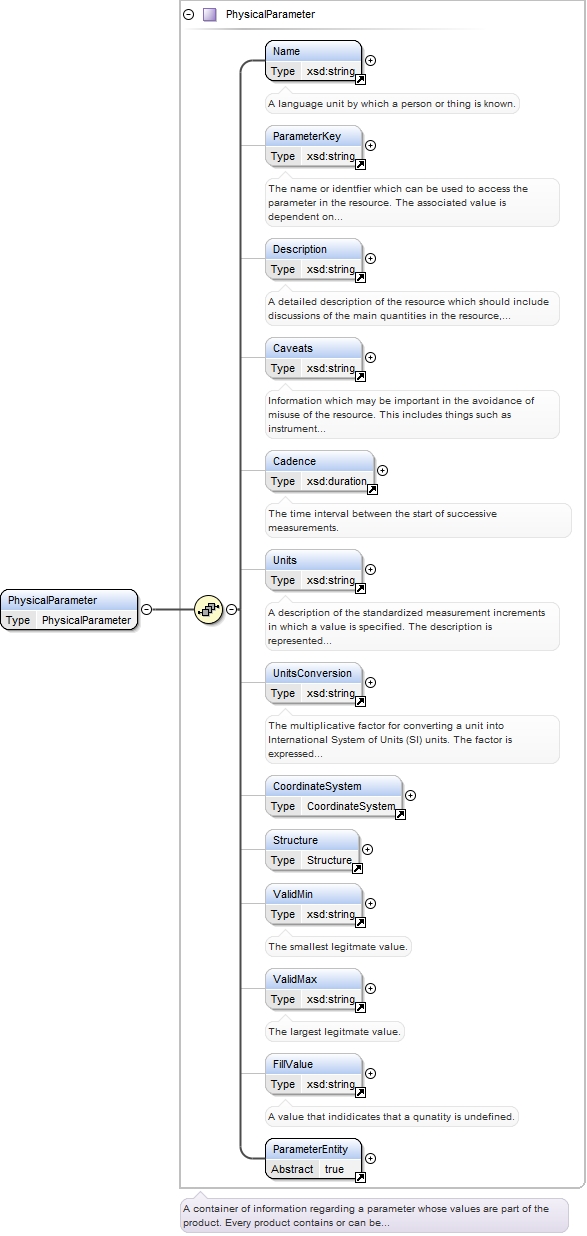 PhysicalParameter
Name
Type xsd:string
A language unit by which a person or thing is known.
ParameterKey
Type xsd:string
The name or identfier which can be used to access the
parameter in the resource. The associated value is
dependent on...
Description
Type xsd:string
A detailed description of the resource which should include
discussions of the main quantities in the resource,...
Caveats
Type xsd:string
Information which may be important in the avoidance of
misuse of the resource. This includes things such as
instrument...
Cadence
Type xsd:duration
The time interval between the start of successive
measurements.
Units
Type xsd:string
PhysicalParameter
Type PhysicalParameter
A description of the standardized measurement increments
in which a value is specified. The description is
represented...
UnitsConversion
Type xsd:string
The multiplicative factor for converting a unit into
International System of Units (SI) units. The factor is
expressed...
CoordinateSystem
Type CoordinateSystem
Structure
Type Structure
ValidMin
Type xsd:string
The smallest legitmate value.
ValidMax
Type xsd:string
The largest legitmate value.
FillValue
Type xsd:string
A value that indidicates that a qunatity is undefined.
ParameterEntity
Abstract true
A container of information regarding a parameter whose values are part of the
product. Every product contains or can be...